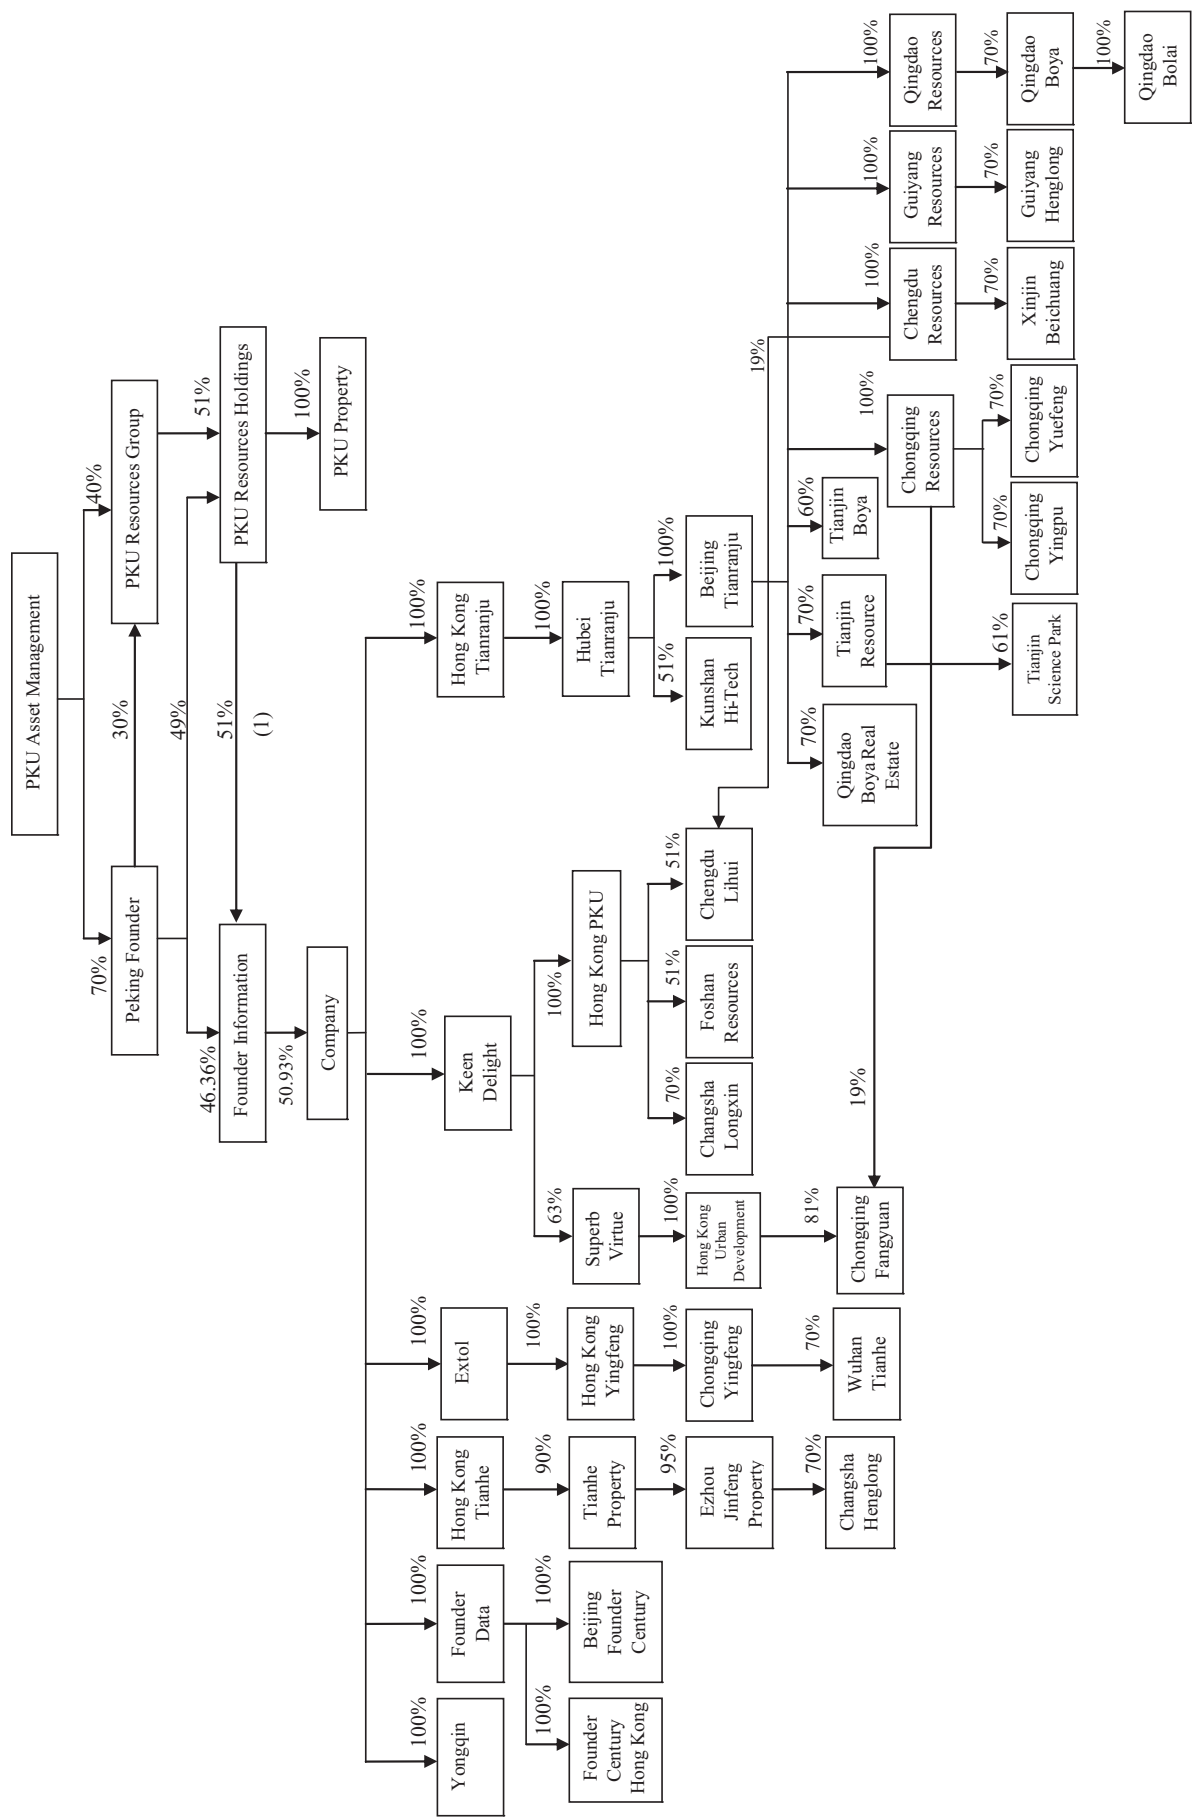 PKU Asset Management
70%
40%
Peking Founder
30%
PKU Resources Group
46.36%
49%
51%
Founder Information
51%
(1)
PKU Resources Holdings
50.93%
100%
Company
PKU Property
100%
100%
100%
100%
100%
100%
Yongqin
Founder
Data
Hong Kong
Tianhe
Extol
Keen
Delight
Hong Kong
Tianranju
100%
100%
90%
100%
63%
100%
100%
Founder
Century
Hong Kong
Beijing
Founder
Century
Tianhe
Property
Hong Kong
Yingfeng
Superb
Virtue
Hong Kong PKU
Hubei
Tianranju
95%
100%
100%
70%
51%
51%
51%
100%
Ezhou
Jinfeng
Property
Chongqing
Yingfeng
Hong Kong
Urban
Development
Changsha
Longxin
Foshan
Resources
Chengdu
Lihui
Kunshan
Hi-Tech
Beijing
Tianranju
19%
70%
70%
81%
70%
70%
60%
Changsha
Henglong
Wuhan
Tianhe
Chongqing
Fangyuan
Qingdao
Boya Real
Estate
Tianjin
Resource
Tianjin
Boya
19%
100%
100%
100%
100%
Chongqing
Resources
Chengdu
Resources
Guiyang
Resources
Qingdao
Resources
61%
70%
70%
70%
70%
70%
Tianjin
Science Park
Chongqing
Yingpu
Chongqing
Yuefeng
Xinjin
Beichuang
Guiyang
Henglong
Qingdao
Boya
100%
Qingdao
Bolai